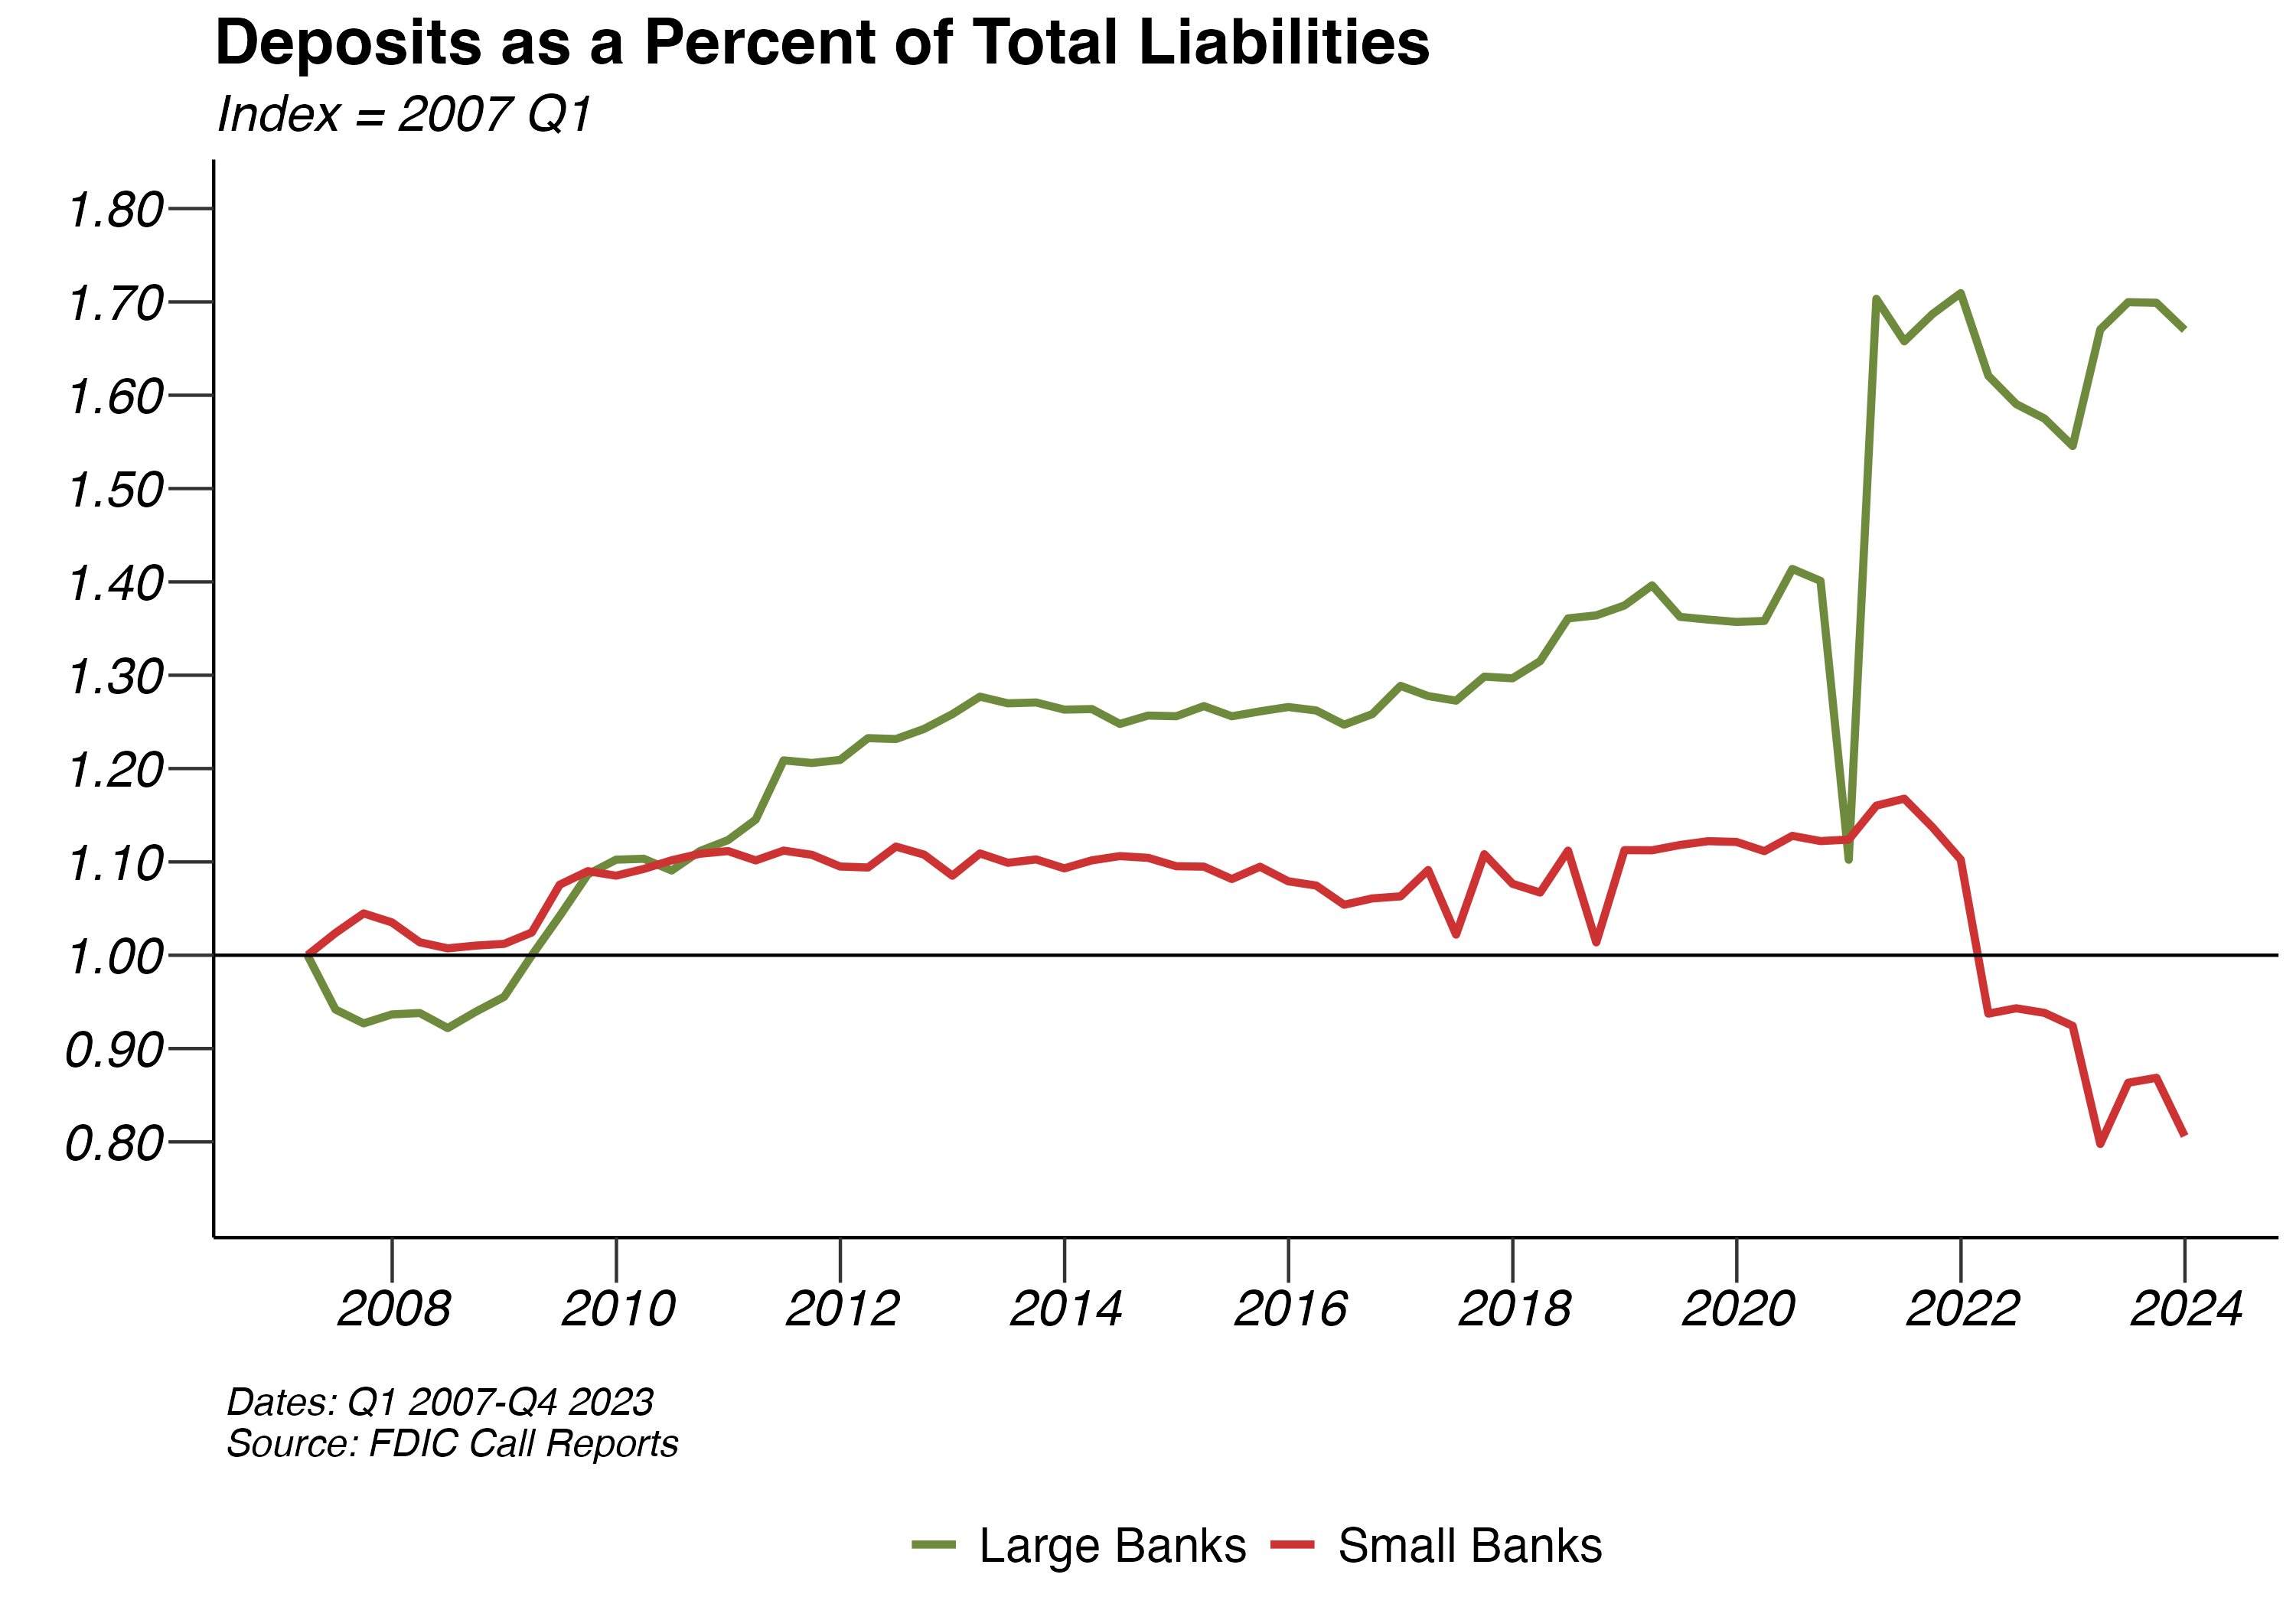 Deposits as a Percent of Total Liabilities
Index = 2007 Q1
1.80
1.70
1.60
1.50
1.40
1.30
1.20
1.10
1.00
0.90
0.80
2008 2010 2012 2014 2016 2018 2020 2022 2024
Dates: Q1 2007-Q4 2023
Source: FDIC Call Reports
Large Banks Small Banks